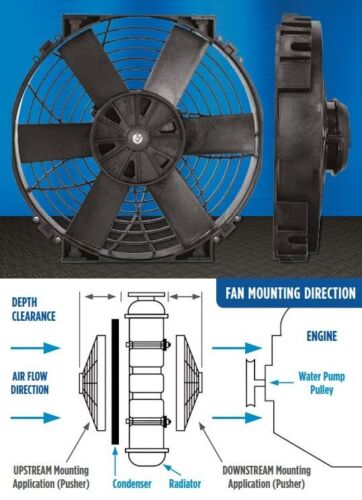 FAN MOUNTING DIRECTION
DEPTH
CLEARANCE
ENGINE
AIR FLOW
DIRECTION
Water Pump
Pulley
UPSTREAM Mounting
Application (Pusher)
Condenser
Radiator
DOWNSTREAM Mounting
Application (Pusher)